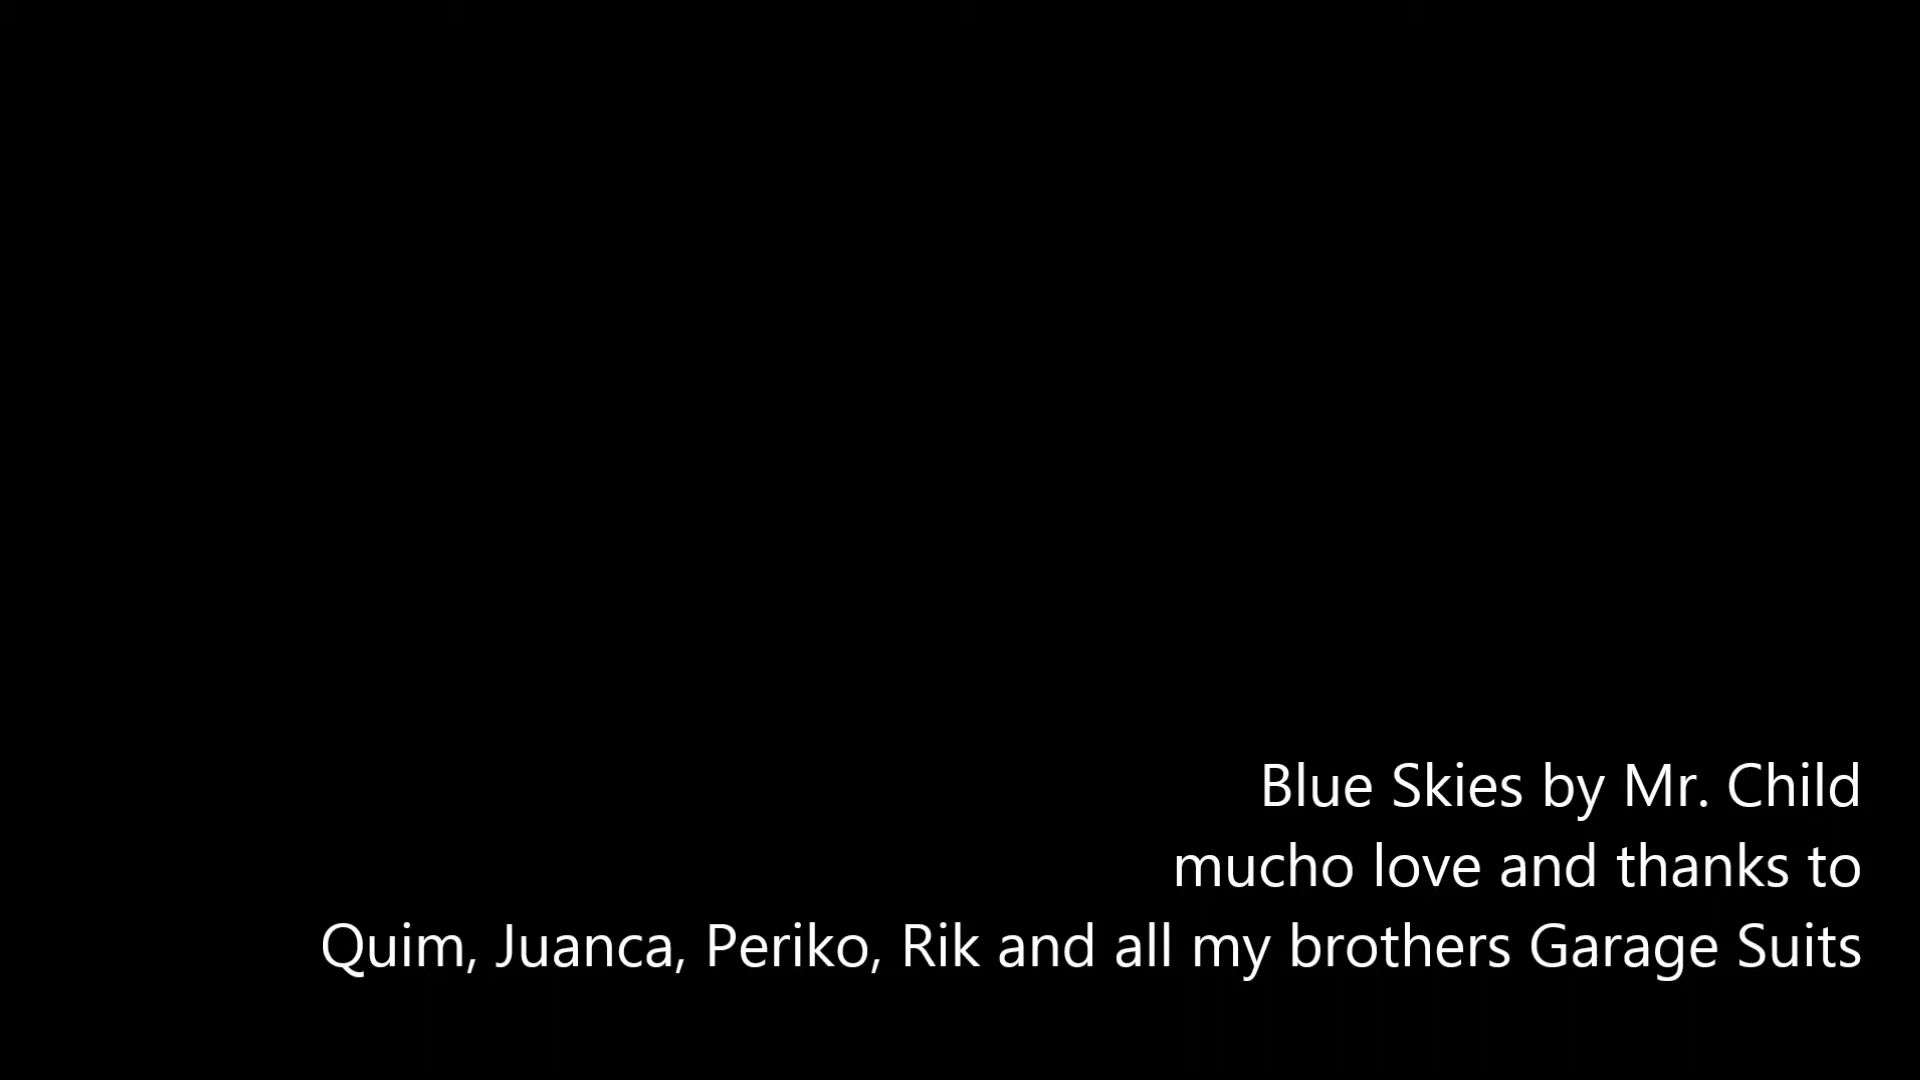 Blue Skies by Mr. Child
mucho love and thanks to
Quim, Juanca, Periko, Rik and all my brothers Garage Suits